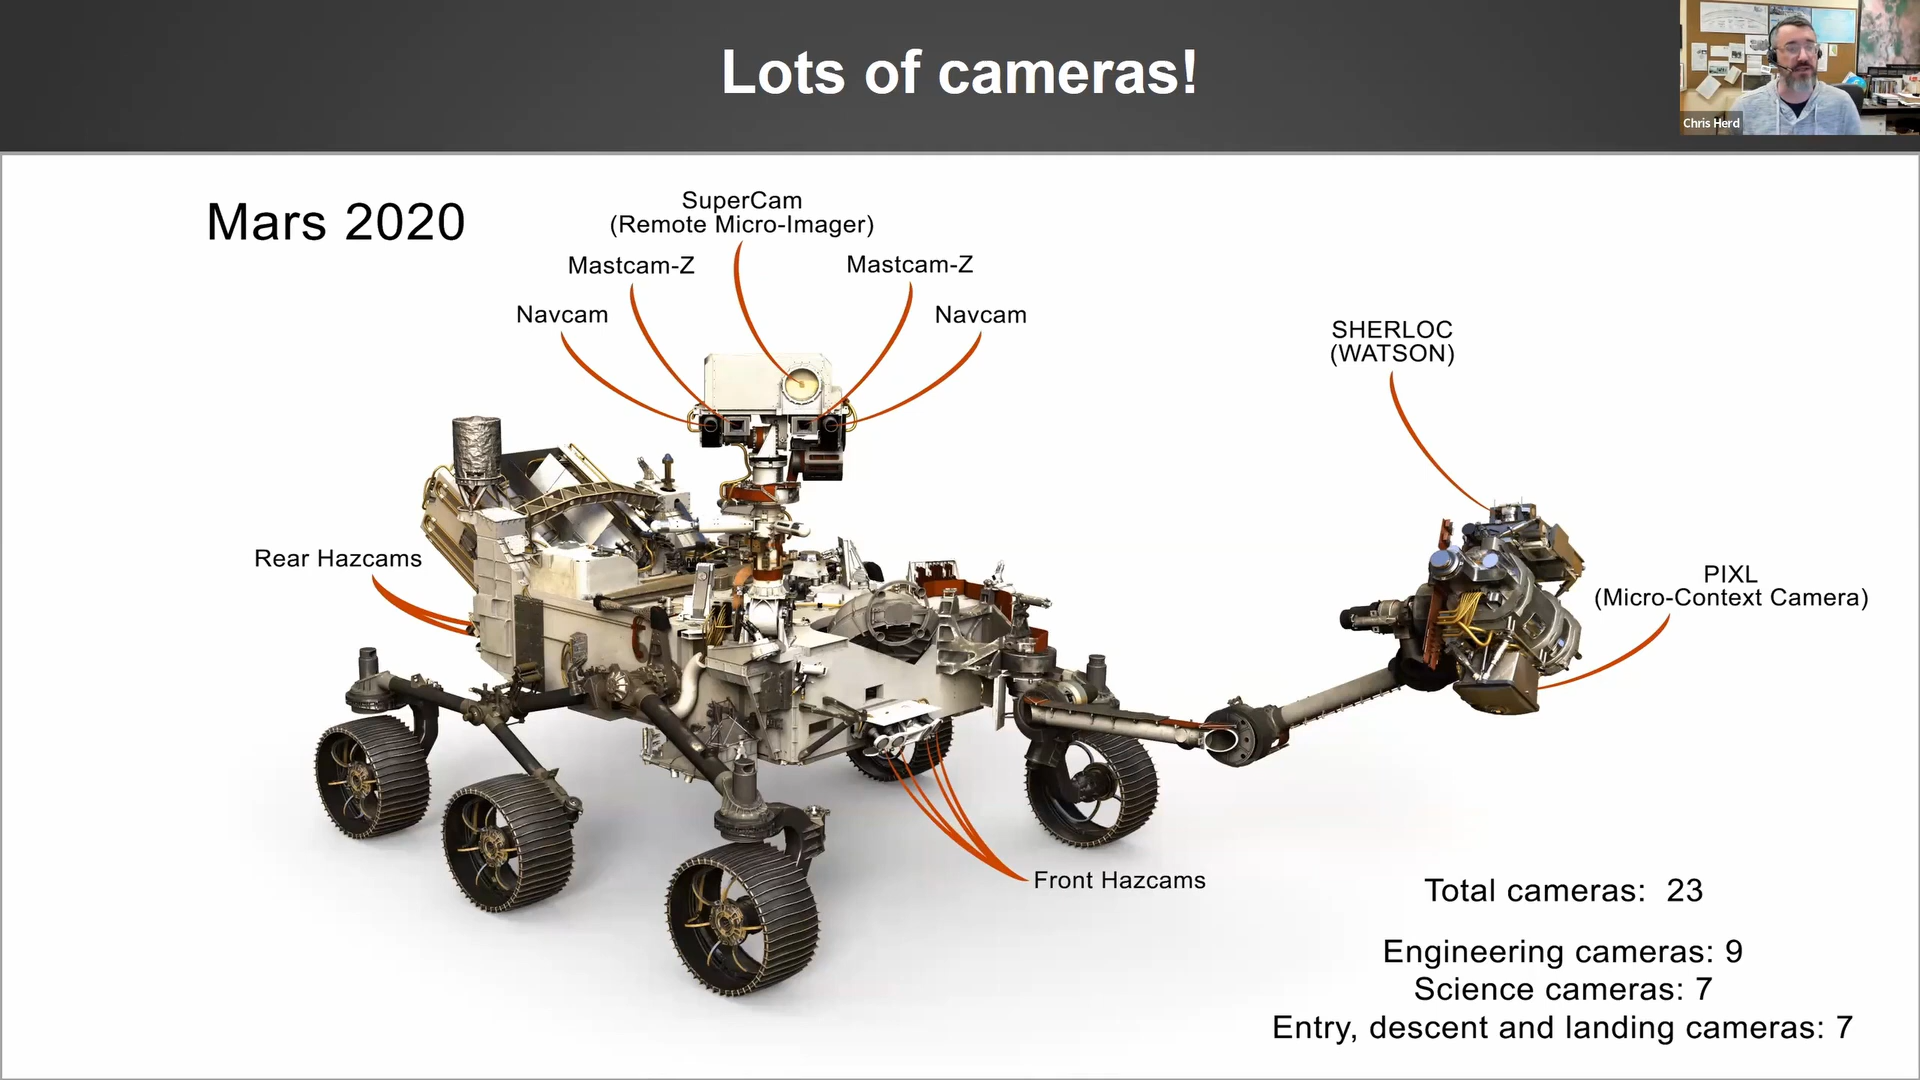 Lots of cameras!
Chris Herd
Mars 2020
SuperCam
(Remote Micro-Imager)
Mastcam-Z
Mastcam-Z
Navcam
Navcam
SHERLOC
(WATSON)
Rear Hazcams
PIXL
(Micro-Context Camera)
Front Hazcams
Total cameras: 23
Engineering cameras: 9
Science cameras: 7
Entry, descent and landing cameras: 7